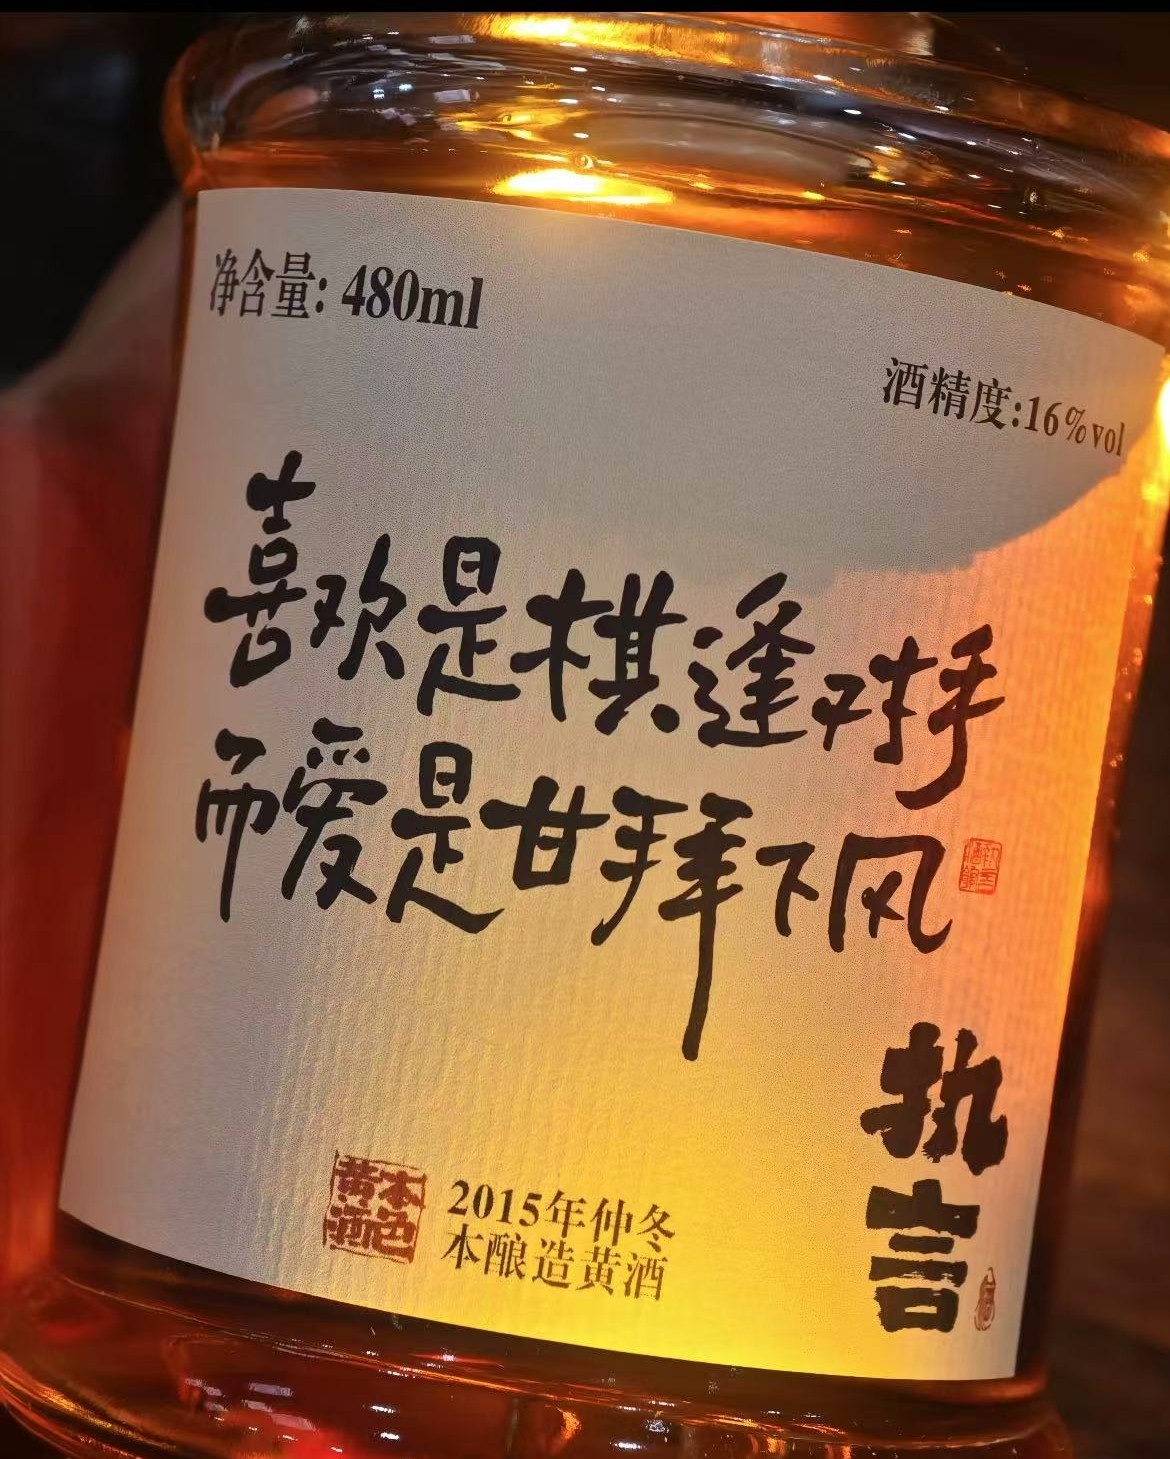 净含量: 480ml
酒精度:16%vol
喜欢是棋逢对手
而爱是甘拜下风
执言
本色黄酒
2015年仲冬
本酿造黄酒